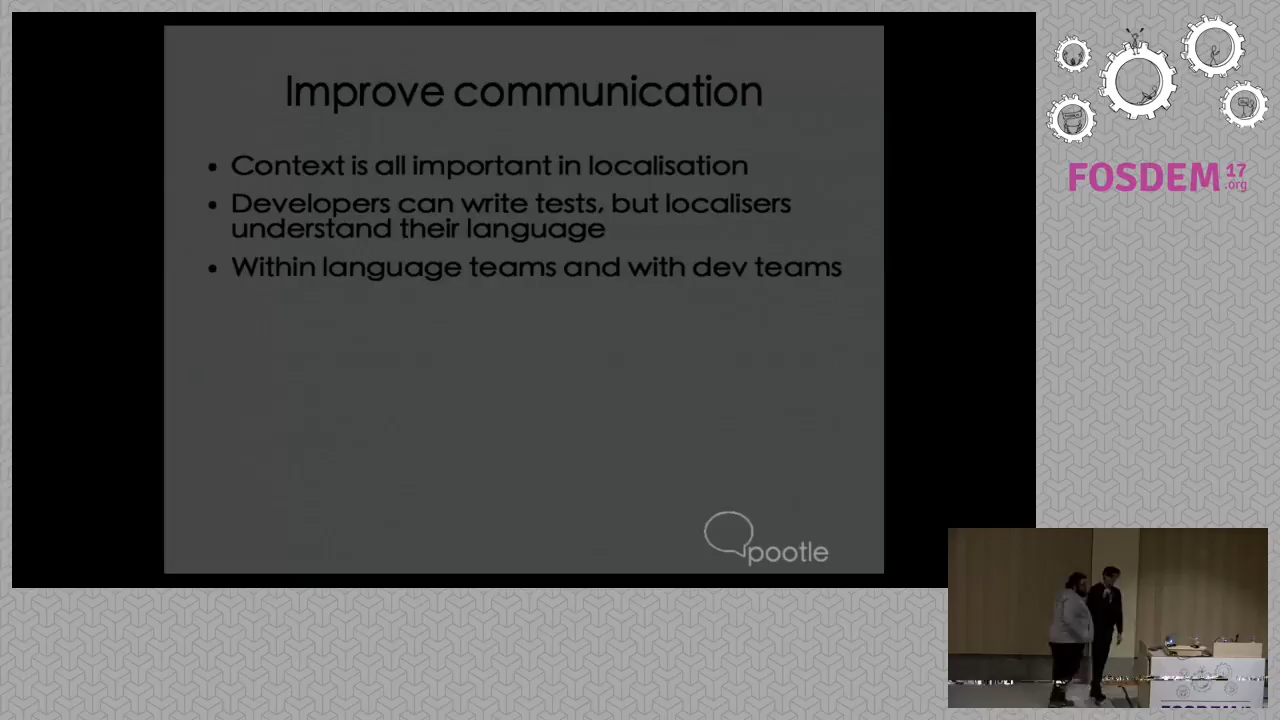 Improve communication
• Context is all important in localisation
• Developers can write tests, but localisers
understand their language
• Within language teams and with dev teams
pootle
FOSDEM 17
.org
FOSDEM